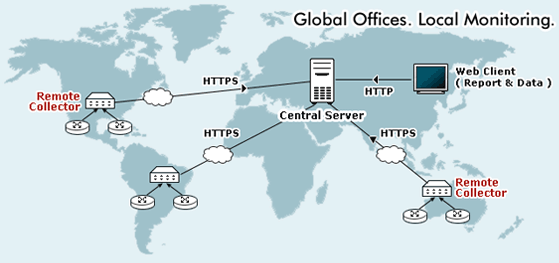 Global Offices. Local Monitoring.
HTTPS
Web Client
( Report & Data )
Remote
Collector
HTTP
Central Server
HTTPS
HTTPS
Remote
Collector